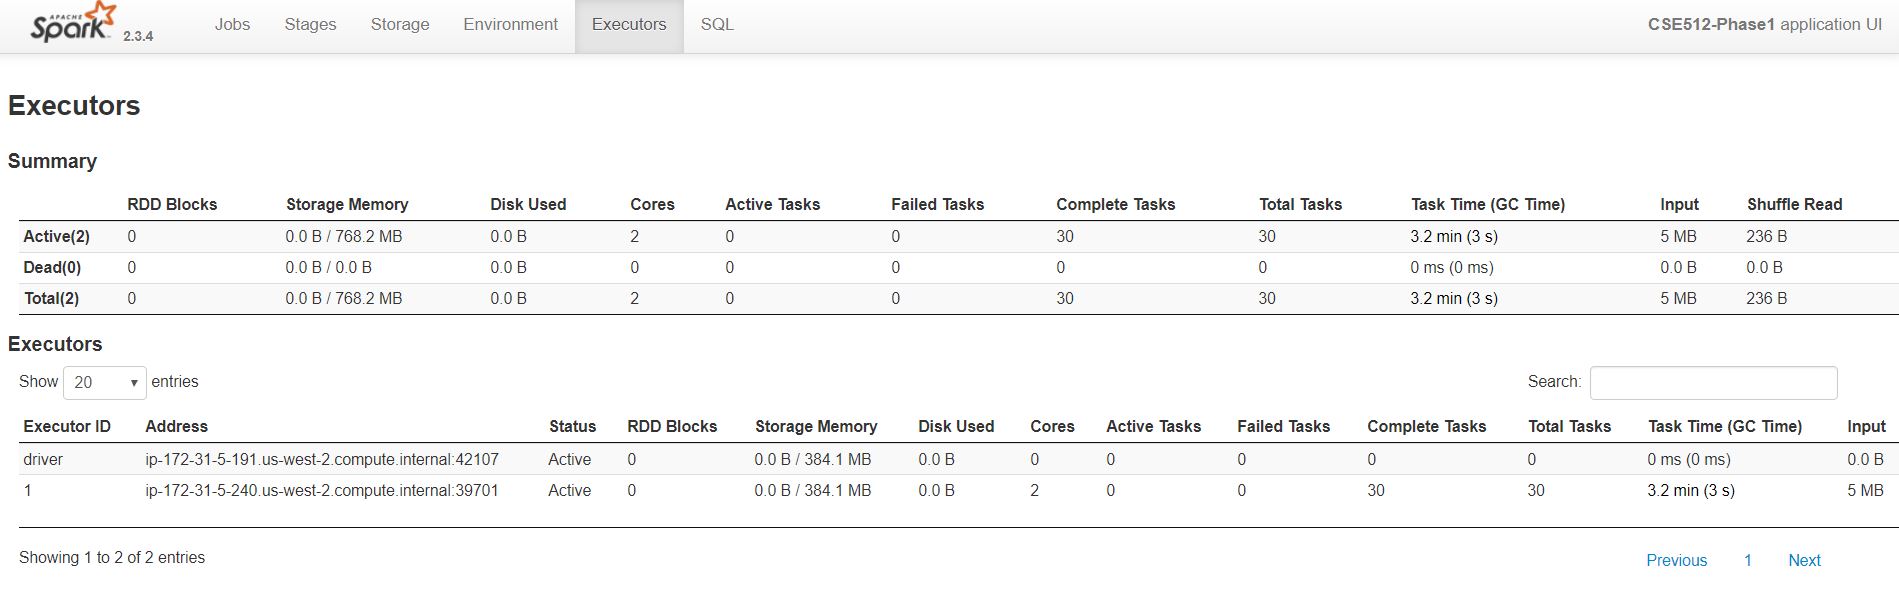 APACHE Spark 2.3.4 Jobs Stages Storage Environment Executors SQL CSE512-Phase1 application UI
Executors
Summary
RDD Blocks Storage Memory Disk Used Cores Active Tasks Failed Tasks Complete Tasks Total Tasks Task Time (GC Time) Input Shuffle Read
Active(2) 0 0.0 B / 768.2 MB 0.0 B 2 0 0 30 30 3.2 min (3 s) 5 MB 236 B
Dead(0) 0 0.0 B / 0.0 B 0.0 B 0 0 0 0 0 0 ms (0 ms) 0.0 B 0.0 B
Total(2) 0 0.0 B / 768.2 MB 0.0 B 2 0 0 30 30 3.2 min (3 s) 5 MB 236 B
Executors
Show 20 entries Search:
Executor ID Address Status RDD Blocks Storage Memory Disk Used Cores Active Tasks Failed Tasks Complete Tasks Total Tasks Task Time (GC Time) Input
driver ip-172-31-5-191.us-west-2.compute.internal:42107 Active 0 0.0 B / 384.1 MB 0.0 B 0 0 0 0 0 0 ms (0 ms) 0.0 B
1 ip-172-31-5-240.us-west-2.compute.internal:39701 Active 0 0.0 B / 384.1 MB 0.0 B 2 0 0 30 30 3.2 min (3 s) 5 MB
Showing 1 to 2 of 2 entries Previous 1 Next